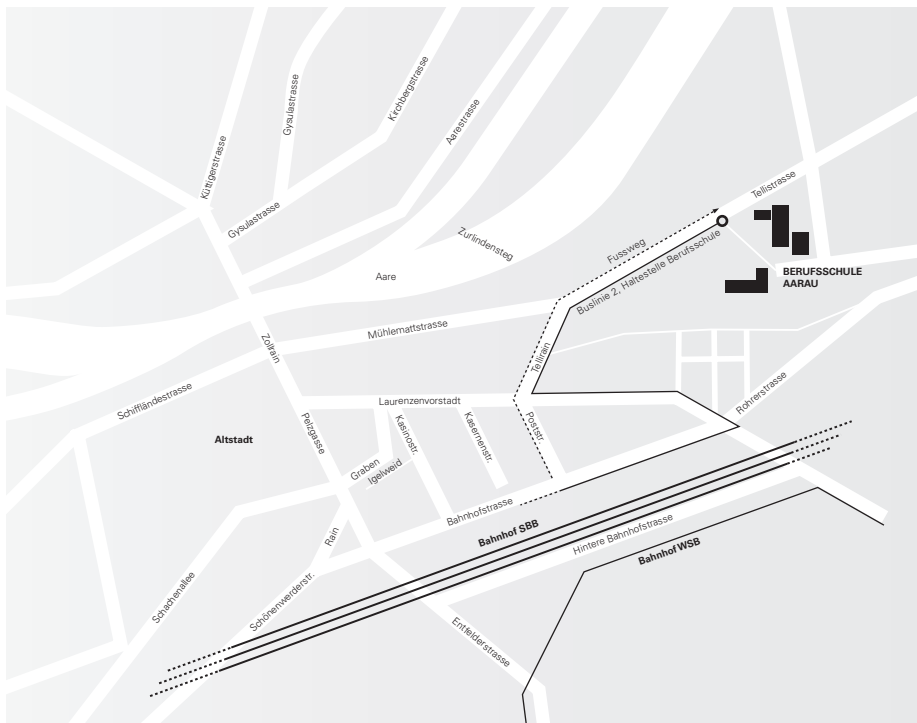 Gysulastrasse
Kirchbergstrasse
Aarestrasse
Küttigerstrasse
Tellistrasse
Gysulastrasse
Zurlindensteg
Fussweg
Buslinie 2, Haltestelle Berufsschule
BERUFSSCHULE
AARAU
Aare
Mühlemattstrasse
Zollrain
Tellirain
Schiffländestrasse
Laurenzenvorstadt
Rohrerstrasse
Altstadt
Pelzgasse
Kasinostr.
Kasernenstr.
Poststr.
Graben
Igelweid
Bahnhofstrasse
Rain
Bahnhof SBB
Hintere Bahnhofstrasse
Bahnhof WSB
Schachenallee
Schönenwerderstr.
Entfelderstrasse